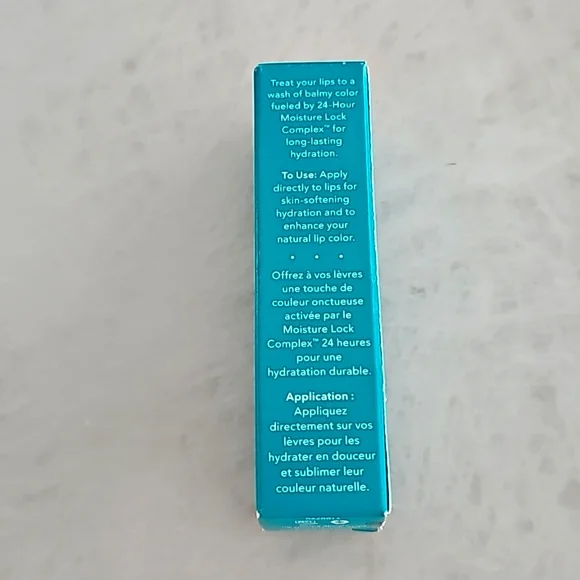 Treat your lips to a
wash of balmy color
fueled by 24-Hour
Moisture Lock
Complex™ for
long-lasting
hydration.
To Use: Apply
directly to lips for
skin-softening
hydration and to
enhance your
natural lip color.
• • •
Offrez à vos lèvres
une touche de
couleur onctueuse
activée par le
Moisture Lock
Complex™ 24 heures
pour une
hydratation durable.
Application :
Appliquez
directement sur vos
lèvres pour les
hydrater en douceur
et sublimer leur
couleur naturelle.